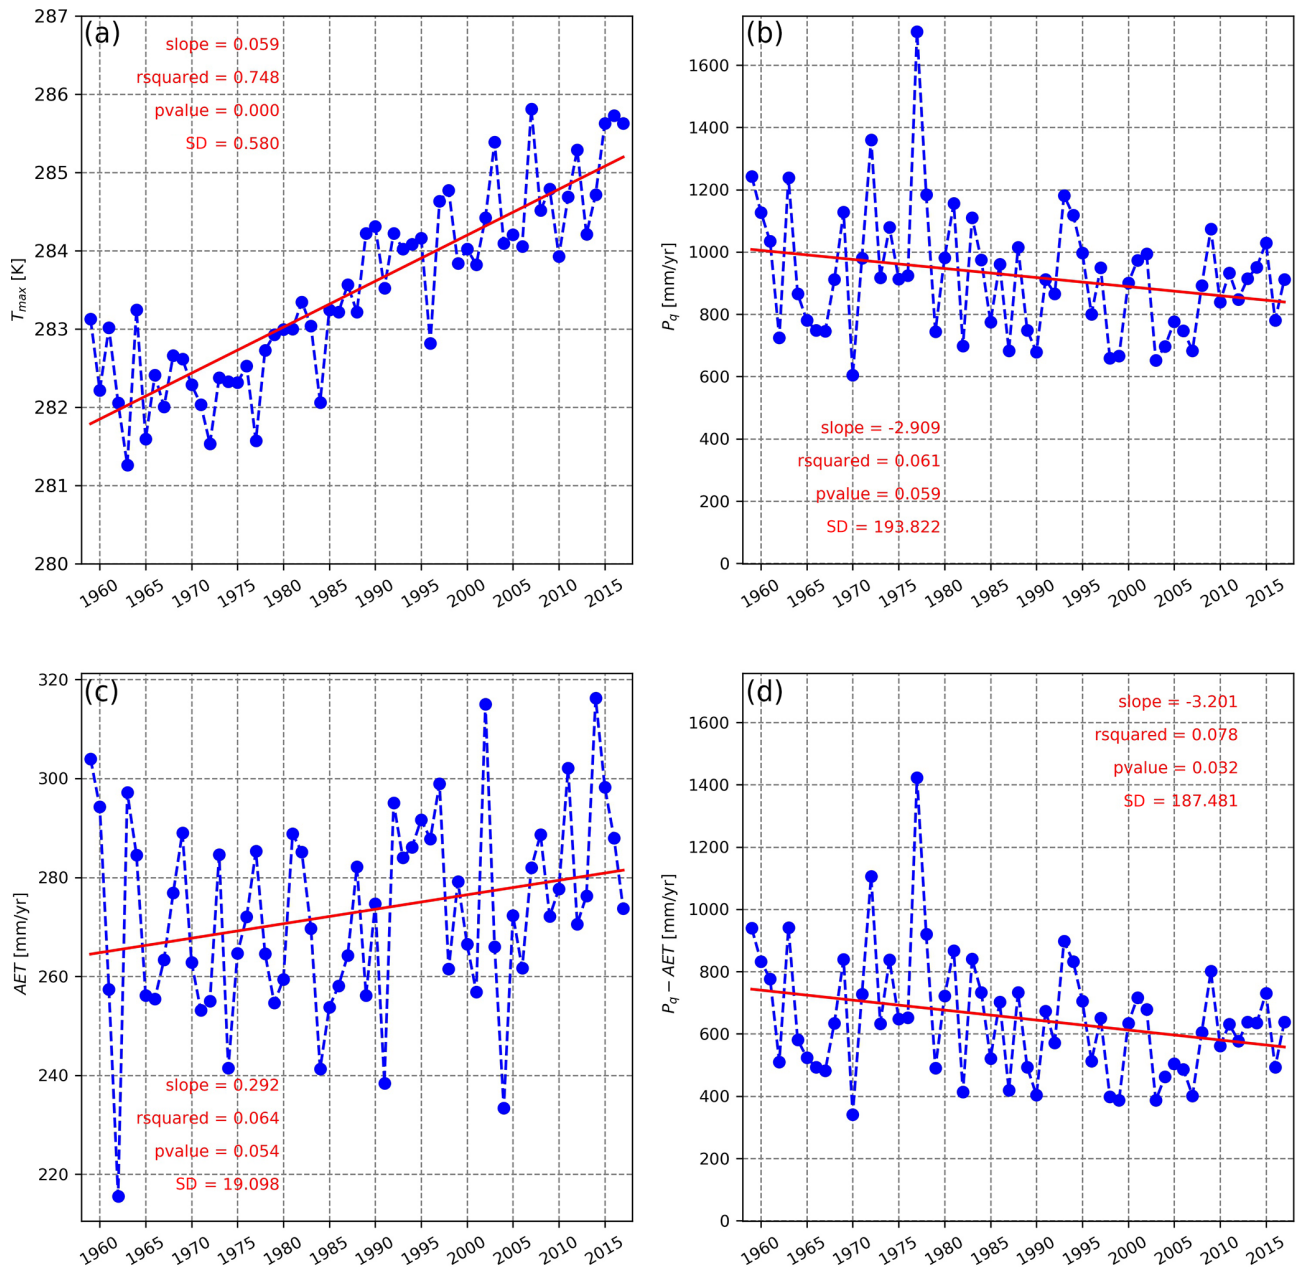 (a)
slope = 0.059
rsquared = 0.748
pvalue = 0.000
SD = 0.580
T_max [K]
287
286
285
284
283
282
281
280
1960 1965 1970 1975 1980 1985 1990 1995 2000 2005 2010 2015
(b)
P_q [mm/yr]
1600
1400
1200
1000
800
600
400
200
0
slope = -2.909
rsquared = 0.061
pvalue = 0.059
SD = 193.822
1960 1965 1970 1975 1980 1985 1990 1995 2000 2005 2010 2015
(c)
AET [mm/yr]
320
300
280
260
240
220
slope = 0.292
rsquared = 0.064
pvalue = 0.054
SD = 19.098
1960 1965 1970 1975 1980 1985 1990 1995 2000 2005 2010 2015
(d)
slope = -3.201
rsquared = 0.078
pvalue = 0.032
SD = 187.481
P_q − AET [mm/yr]
1600
1400
1200
1000
800
600
400
200
0
1960 1965 1970 1975 1980 1985 1990 1995 2000 2005 2010 2015